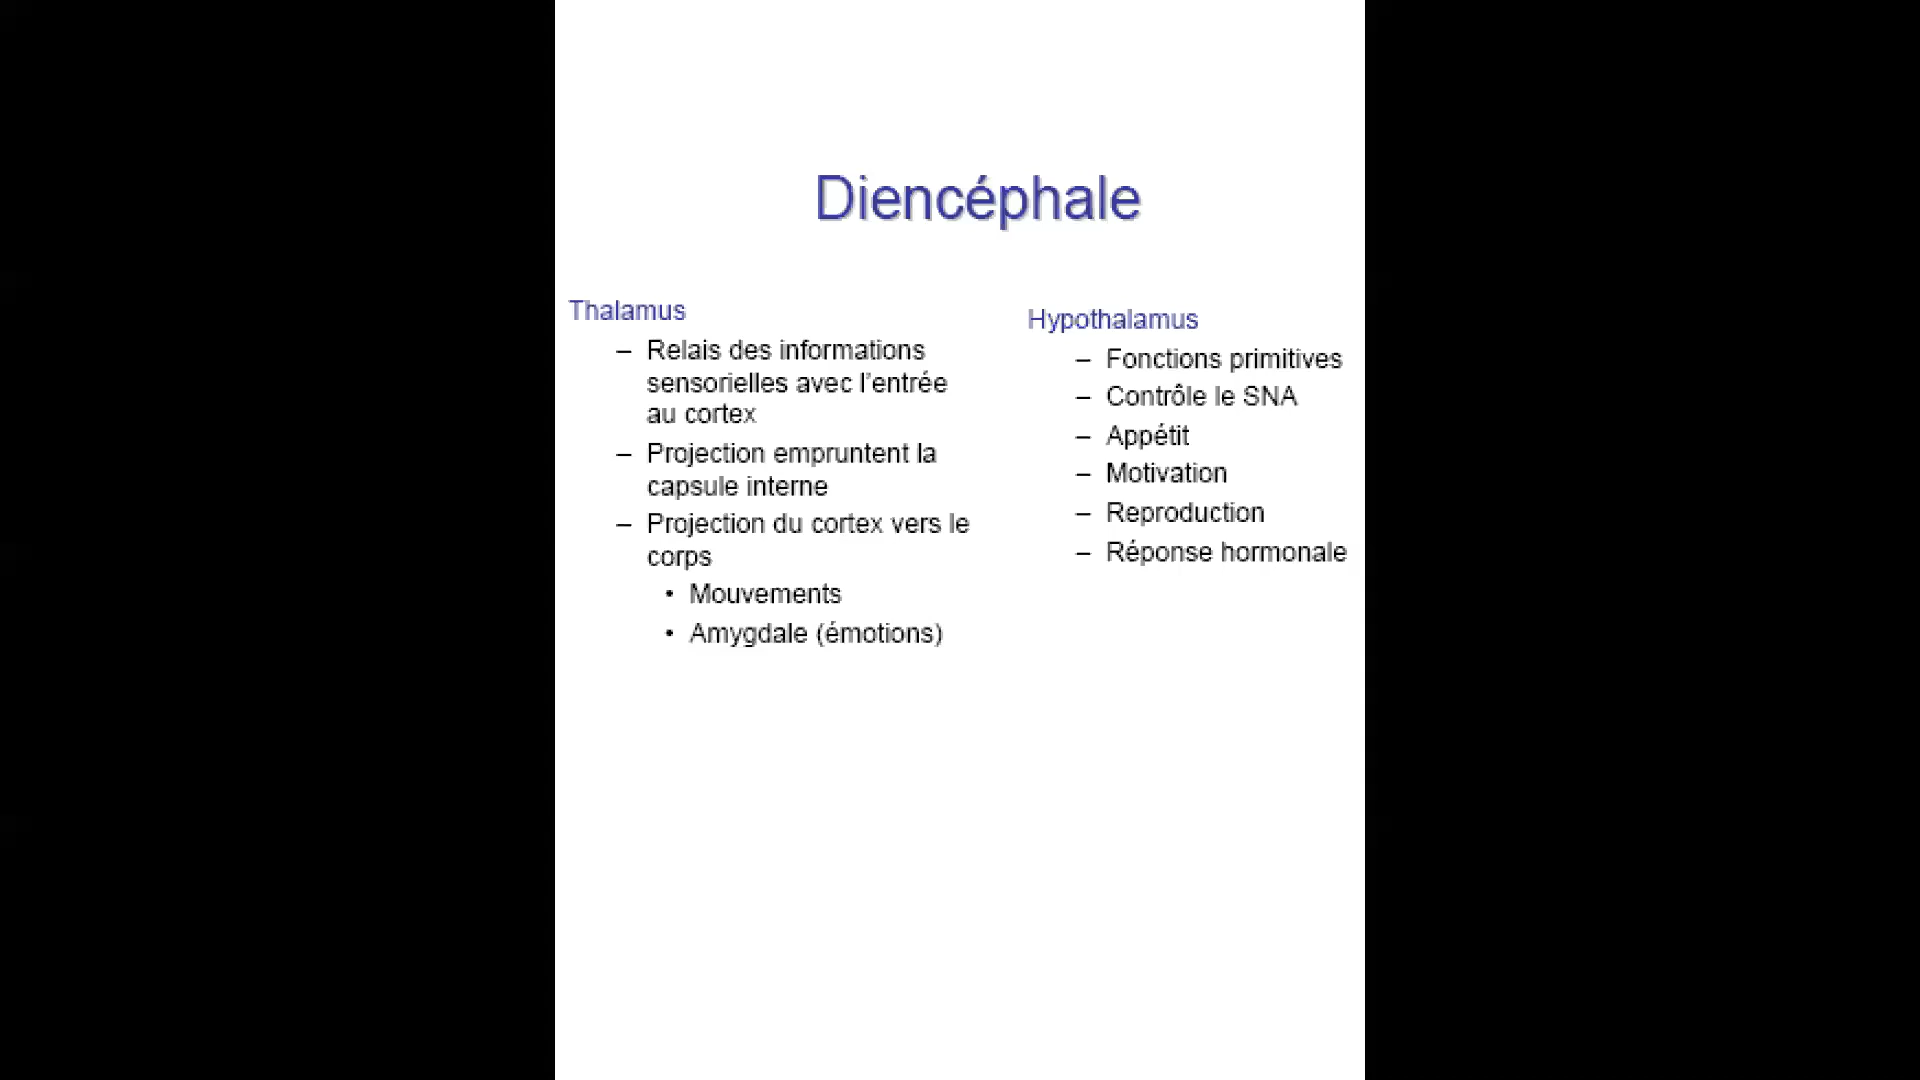 Diencéphale
Thalamus
– Relais des informations
sensorielles avec l'entrée
au cortex
– Projection empruntent la
capsule interne
– Projection du cortex vers le
corps
• Mouvements
• Amygdale (émotions)
Hypothalamus
– Fonctions primitives
– Contrôle le SNA
– Appétit
– Motivation
– Reproduction
– Réponse hormonale